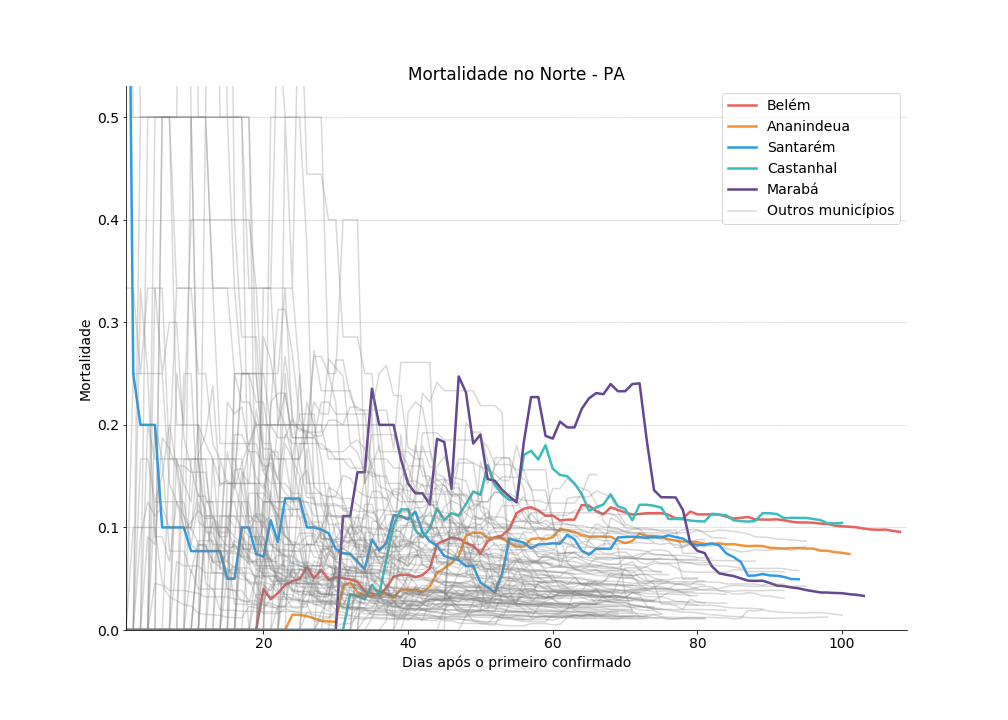 Mortalidade no Norte - PA
0.5
0.4
0.3
0.2
0.1
0.0
Mortalidade
20 40 60 80 100
Dias após o primeiro confirmado
Belém
Ananindeua
Santarém
Castanhal
Marabá
Outros municípios